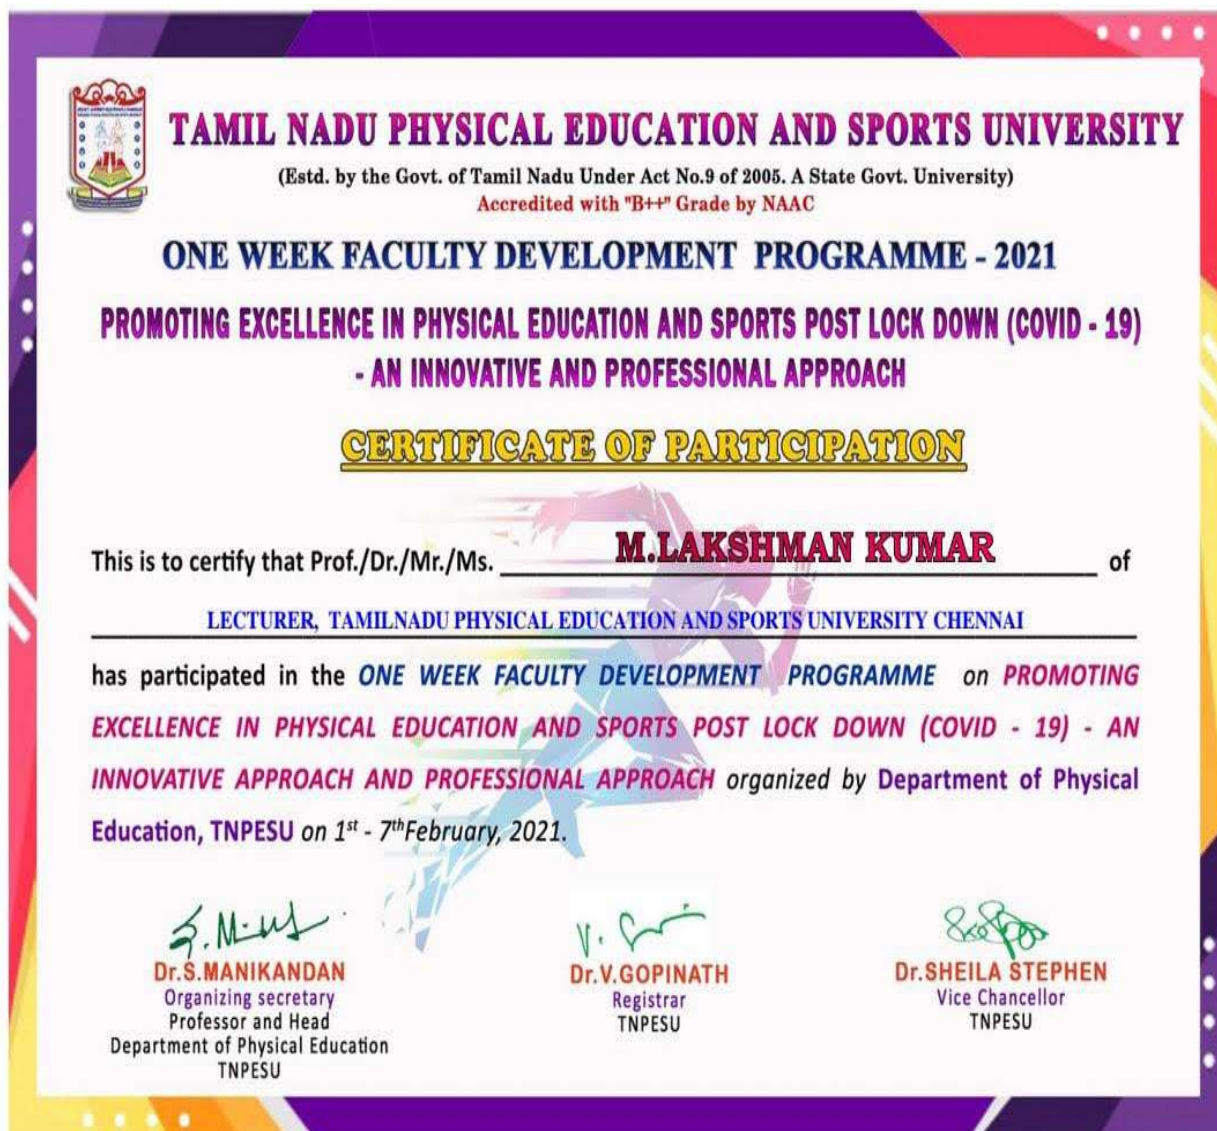 TAMIL NADU PHYSICAL EDUCATION AND SPORTS UNIVERSITY
(Estd. by the Govt. of Tamil Nadu Under Act No.9 of 2005. A State Govt. University)
Accredited with "B++" Grade by NAAC
ONE WEEK FACULTY DEVELOPMENT PROGRAMME - 2021
PROMOTING EXCELLENCE IN PHYSICAL EDUCATION AND SPORTS POST LOCK DOWN (COVID - 19)
- AN INNOVATIVE AND PROFESSIONAL APPROACH
CERTIFICATE OF PARTICIPATION
This is to certify that Prof./Dr./Mr./Ms. M.LAKSHMAN KUMAR of
LECTURER, TAMILNADU PHYSICAL EDUCATION AND SPORTS UNIVERSITY CHENNAI
has participated in the ONE WEEK FACULTY DEVELOPMENT PROGRAMME on PROMOTING
EXCELLENCE IN PHYSICAL EDUCATION AND SPORTS POST LOCK DOWN (COVID - 19) - AN
INNOVATIVE APPROACH AND PROFESSIONAL APPROACH organized by Department of Physical
Education, TNPESU on 1st - 7thFebruary, 2021.
Dr.S.MANIKANDAN
Organizing secretary
Professor and Head
Department of Physical Education
TNPESU
Dr.V.GOPINATH
Registrar
TNPESU
Dr.SHEILA STEPHEN
Vice Chancellor
TNPESU